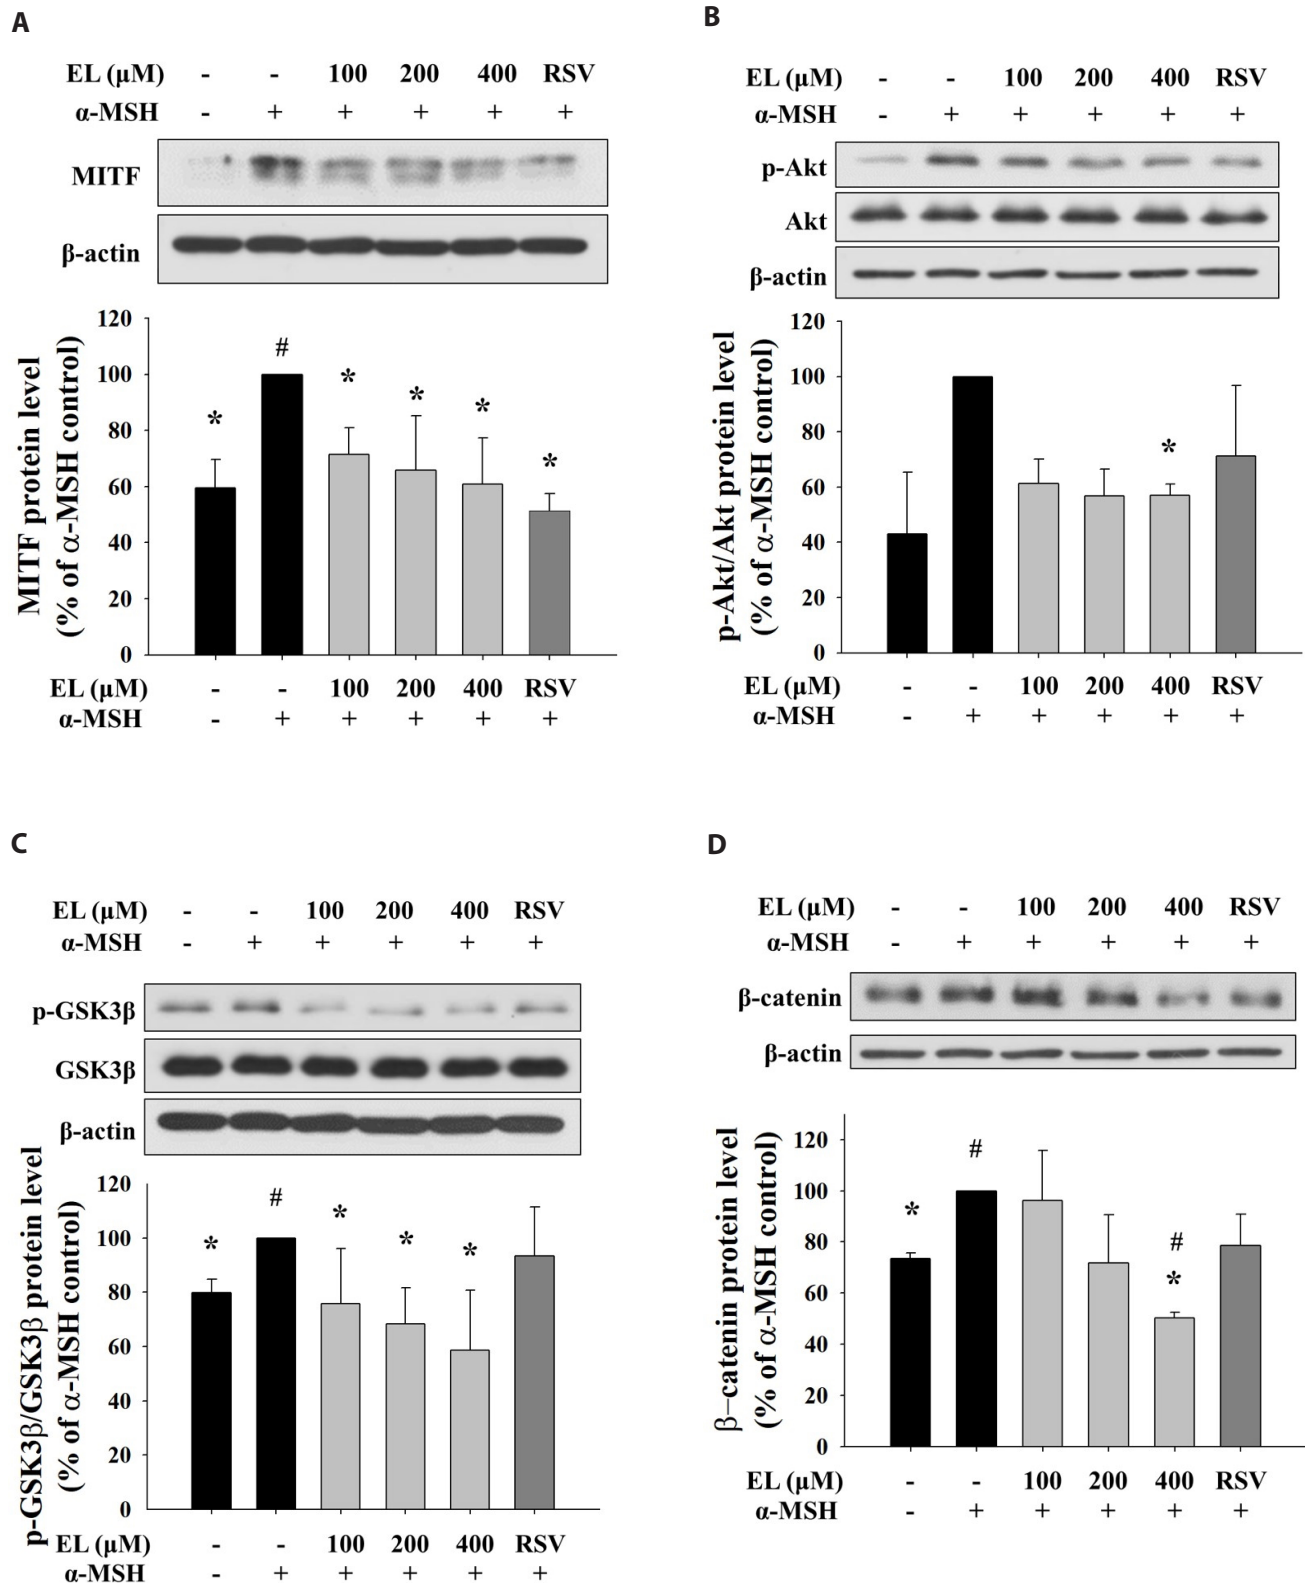 A
EL (μM) - - 100 200 400 RSV
α-MSH - + + + + +
MITF
β-actin
MITF protein level
(% of α-MSH control)
120
100
80
60
40
20
0
* # * * * *
EL (μM) - - 100 200 400 RSV
α-MSH - + + + + +
B
EL (μM) - - 100 200 400 RSV
α-MSH - + + + + +
p-Akt
Akt
β-actin
p-Akt/Akt protein level
(% of α-MSH control)
120
100
80
60
40
20
0
*
EL (μM) - - 100 200 400 RSV
α-MSH - + + + + +
C
EL (μM) - - 100 200 400 RSV
α-MSH - + + + + +
p-GSK3β
GSK3β
β-actin
p-GSK3β/GSK3β protein level
(% of α-MSH control)
120
100
80
60
40
20
0
* # * * *
EL (μM) - - 100 200 400 RSV
α-MSH - + + + + +
D
EL (μM) - - 100 200 400 RSV
α-MSH - + + + + +
β-catenin
β-actin
β−catenin protein level
(% of α-MSH control)
120
100
80
60
40
20
0
* # #
*
EL (μM) - - 100 200 400 RSV
α-MSH - + + + + +